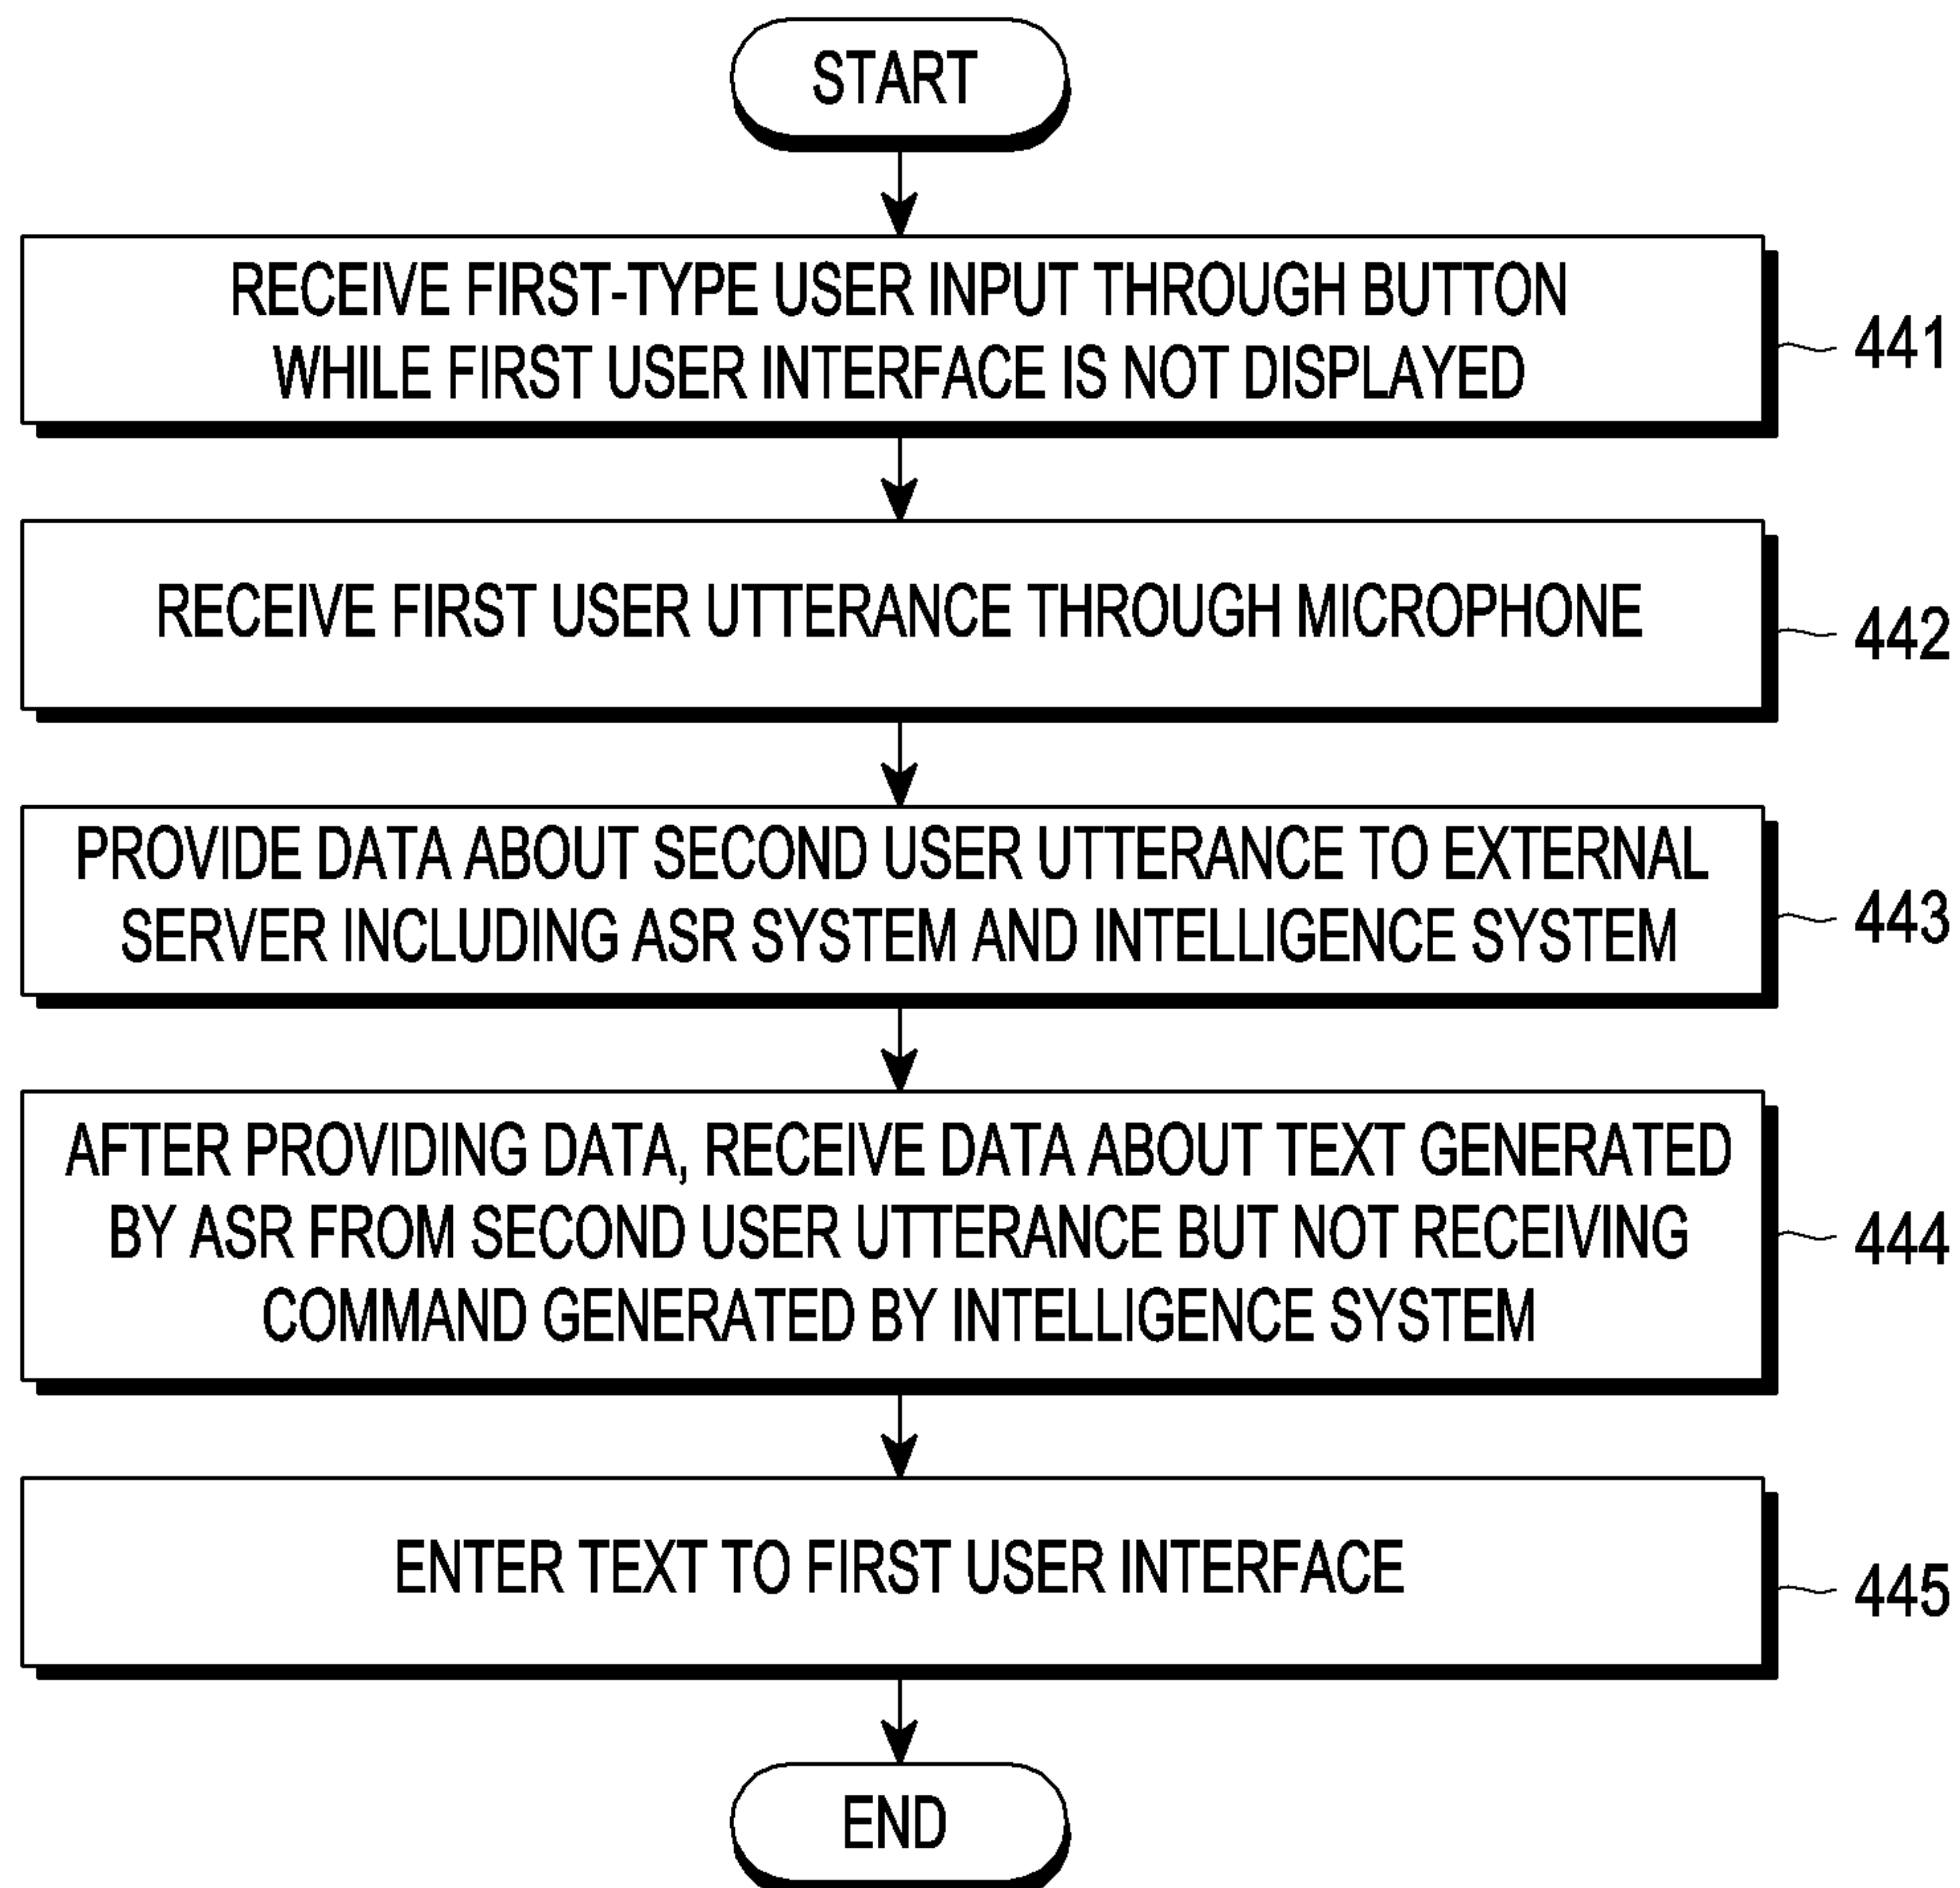 START
RECEIVE FIRST-TYPE USER INPUT THROUGH BUTTON
WHILE FIRST USER INTERFACE IS NOT DISPLAYED
441
RECEIVE FIRST USER UTTERANCE THROUGH MICROPHONE
442
PROVIDE DATA ABOUT SECOND USER UTTERANCE TO EXTERNAL
SERVER INCLUDING ASR SYSTEM AND INTELLIGENCE SYSTEM
443
AFTER PROVIDING DATA, RECEIVE DATA ABOUT TEXT GENERATED
BY ASR FROM SECOND USER UTTERANCE BUT NOT RECEIVING
COMMAND GENERATED BY INTELLIGENCE SYSTEM
444
ENTER TEXT TO FIRST USER INTERFACE
445
END